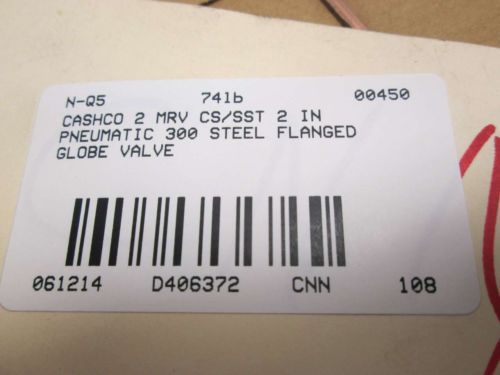 N-Q5 741b 00450
CASHCO 2 MRV CS/SST 2 IN
PNEUMATIC 300 STEEL FLANGED
GLOBE VALVE
061214 D406372 CNN 108